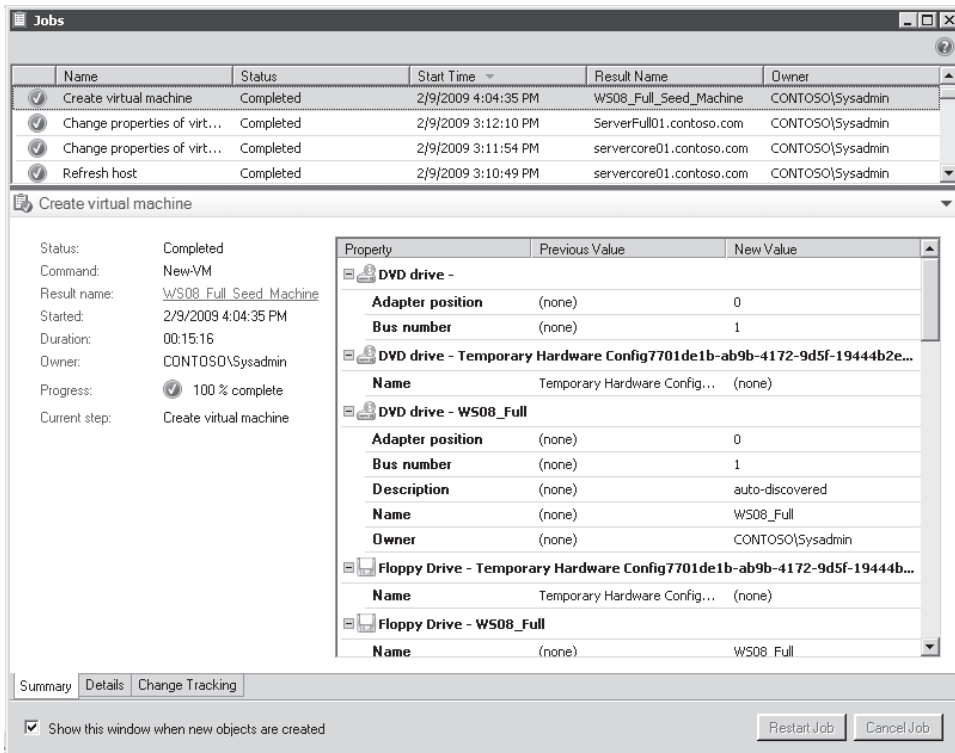 Jobs
Name Status Start Time Result Name Owner
Create virtual machine Completed 2/9/2009 4:04:35 PM WS08_Full_Seed_Machine CONTOSO\Sysadmin
Change properties of virt... Completed 2/9/2009 3:12:10 PM ServerFull01.contoso.com CONTOSO\Sysadmin
Change properties of virt... Completed 2/9/2009 3:11:54 PM servercore01.contoso.com CONTOSO\Sysadmin
Refresh host Completed 2/9/2009 3:10:49 PM servercore01.contoso.com CONTOSO\Sysadmin
Create virtual machine
Status: Completed
Command: New-VM
Result name: WS08_Full_Seed_Machine
Started: 2/9/2009 4:04:35 PM
Duration: 00:15:16
Owner: CONTOSO\Sysadmin
Progress: 100 % complete
Current step: Create virtual machine
Property Previous Value New Value
DVD drive -
Adapter position (none) 0
Bus number (none) 1
DVD drive - Temporary Hardware Config7701de1b-ab9b-4172-9d5f-19444b2e...
Name Temporary Hardware Config... (none)
DVD drive - WS08_Full
Adapter position (none) 0
Bus number (none) 1
Description (none) auto-discovered
Name (none) WS08_Full
Owner (none) CONTOSO\Sysadmin
Floppy Drive - Temporary Hardware Config7701de1b-ab9b-4172-9d5f-19444b...
Name Temporary Hardware Config... (none)
Floppy Drive - WS08_Full
Name (none) WS08_Full
Summary Details Change Tracking
Show this window when new objects are created
Restart Job Cancel Job